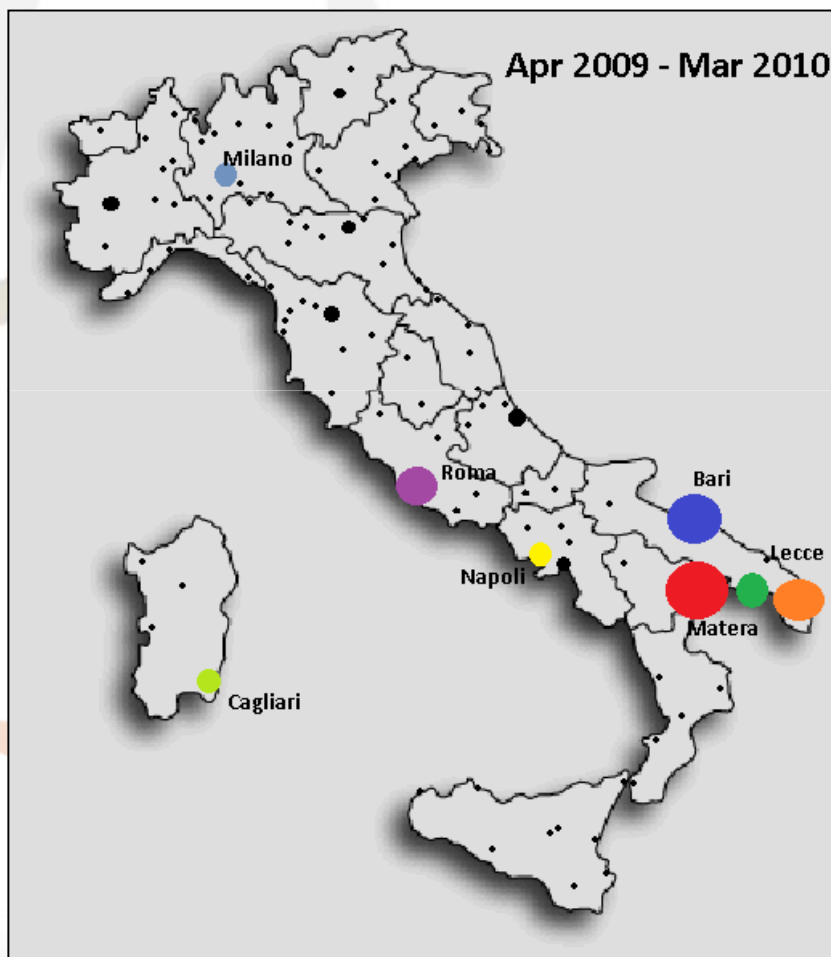 Apr 2009 - Mar 2010
Milano
Roma
Bari
Lecce
Napoli
Matera
Cagliari